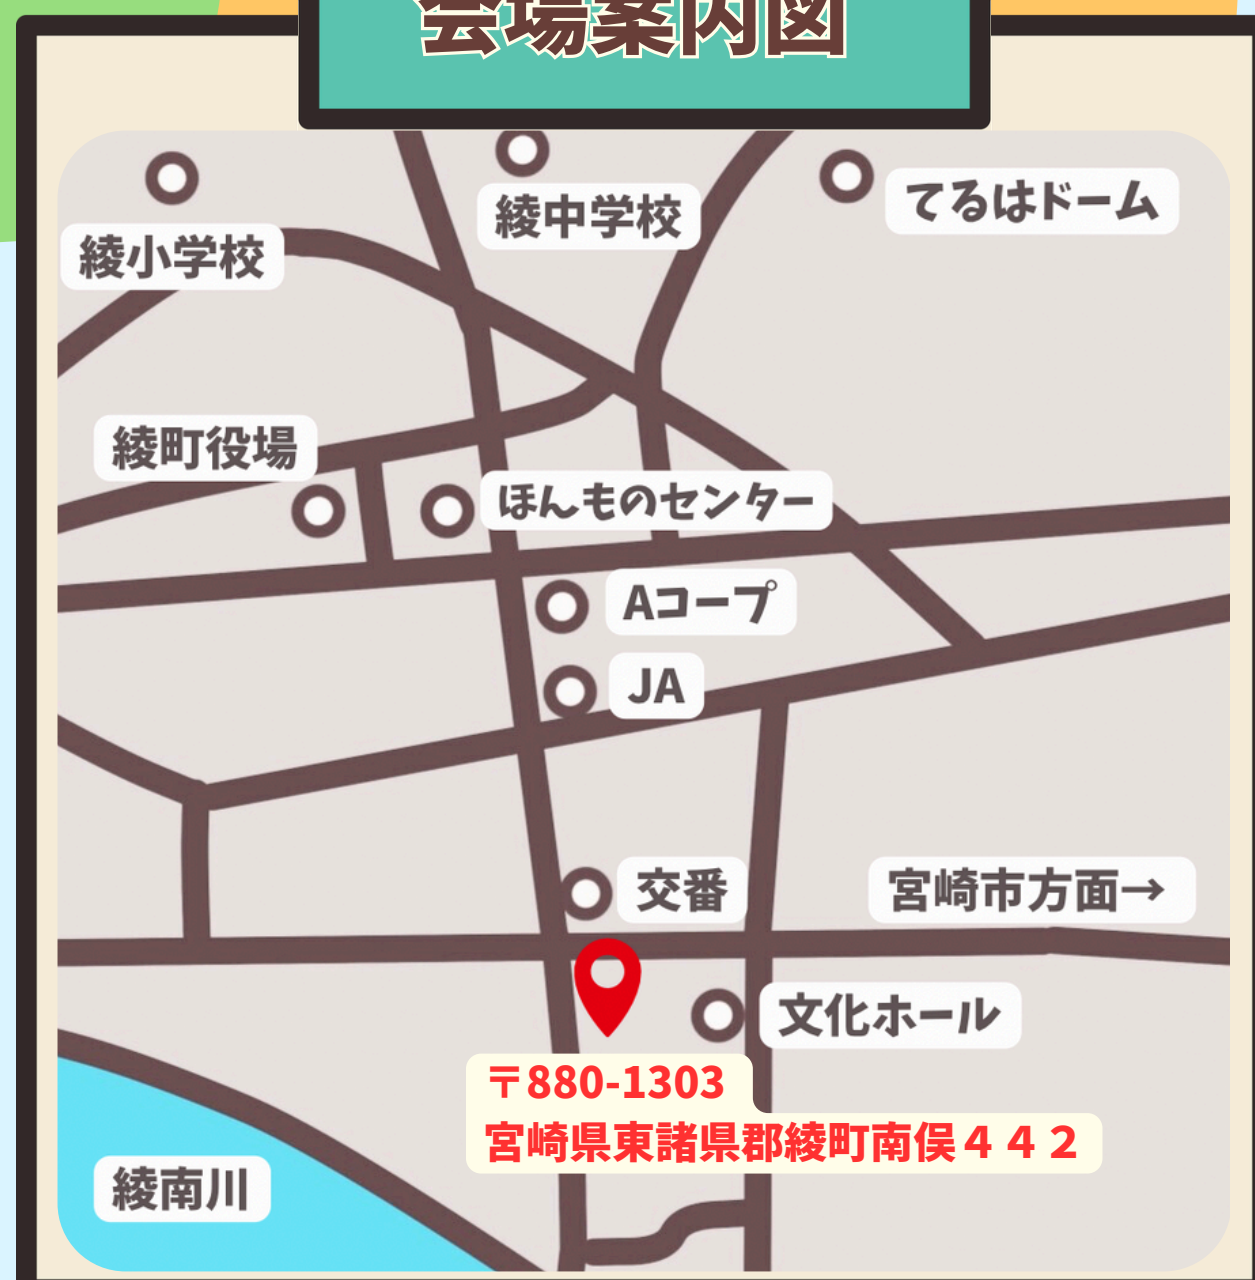 会場案内図
綾中学校
てるはドーム
綾小学校
綾町役場
ほんものセンター
Aコープ
JA
交番
宮崎市方面→
文化ホール
〒880-1303
宮崎県東諸県郡綾町南俣４４２
綾南川